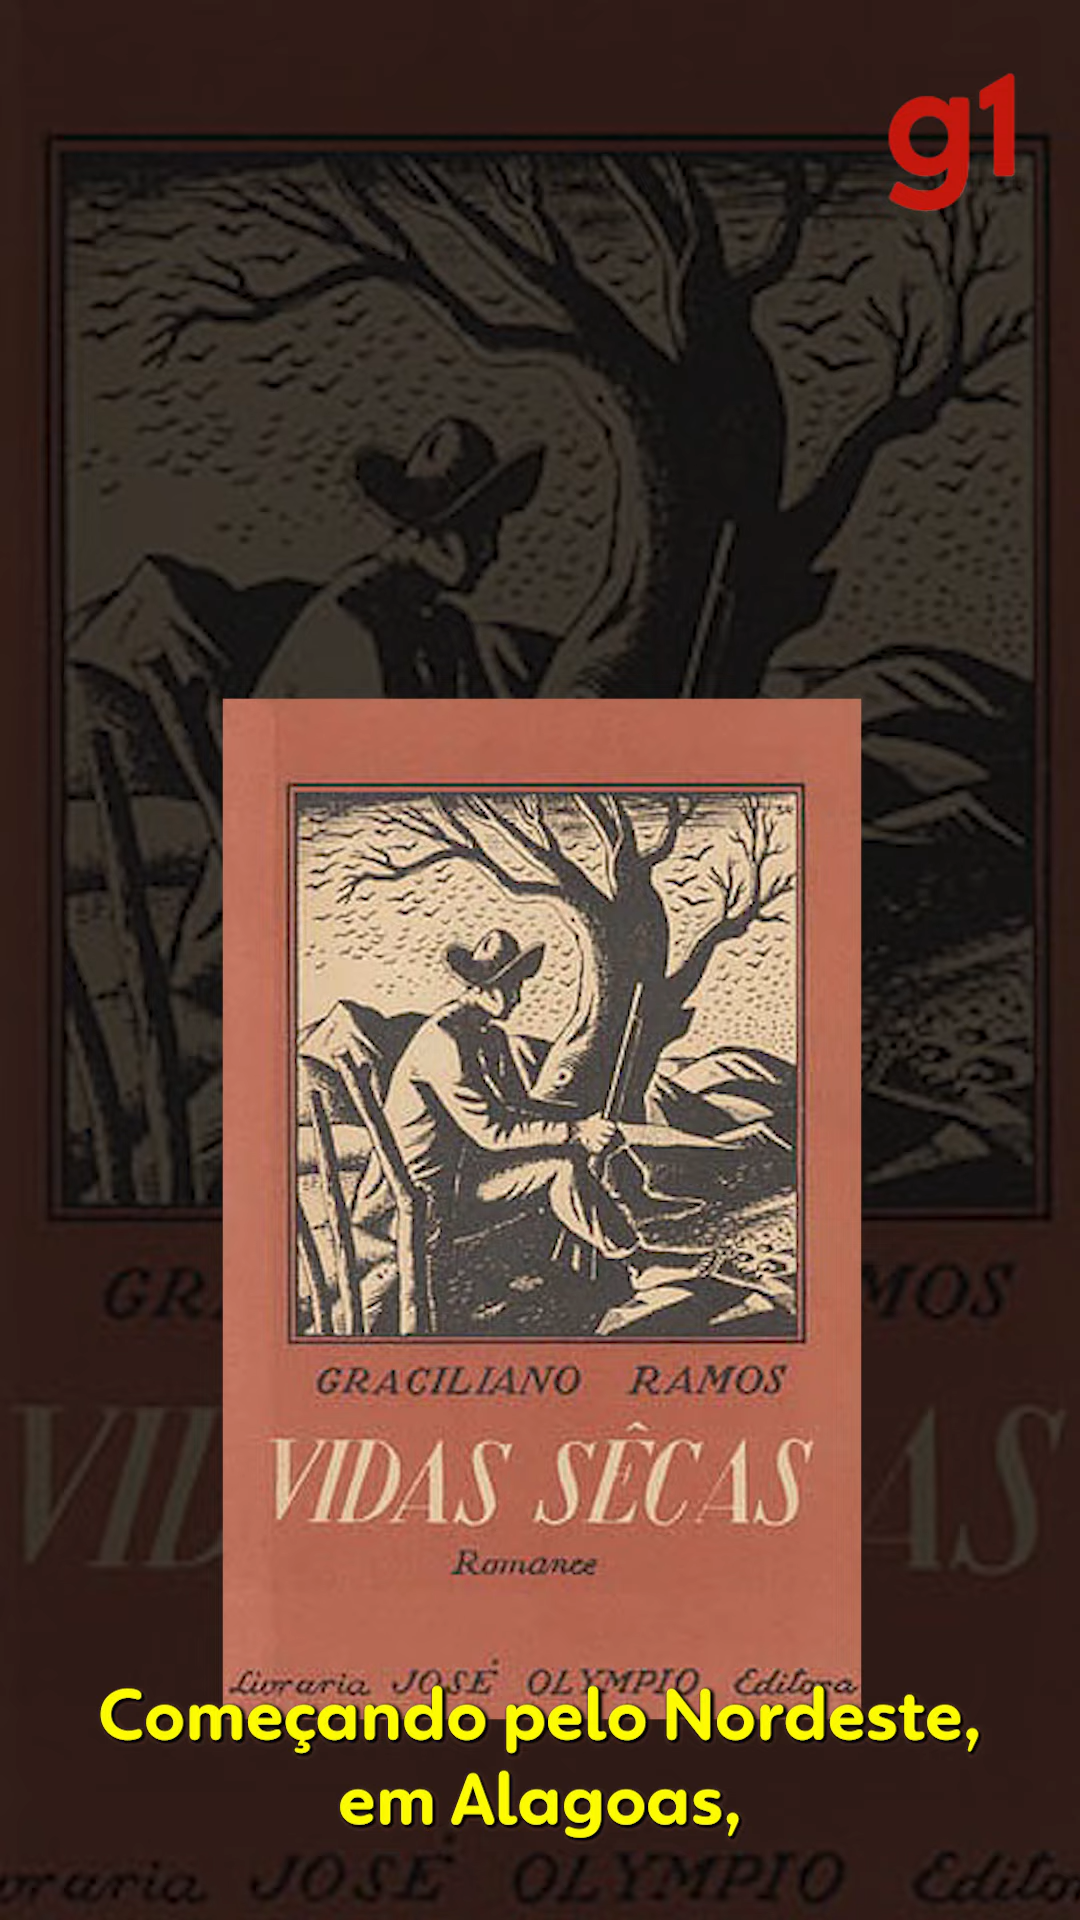 g1
GRACILIANO RAMOS
VIDAS SÊCAS
Romance
Livraria JOSÉ OLYMPIO Editora
Começando pelo Nordeste,
em Alagoas,